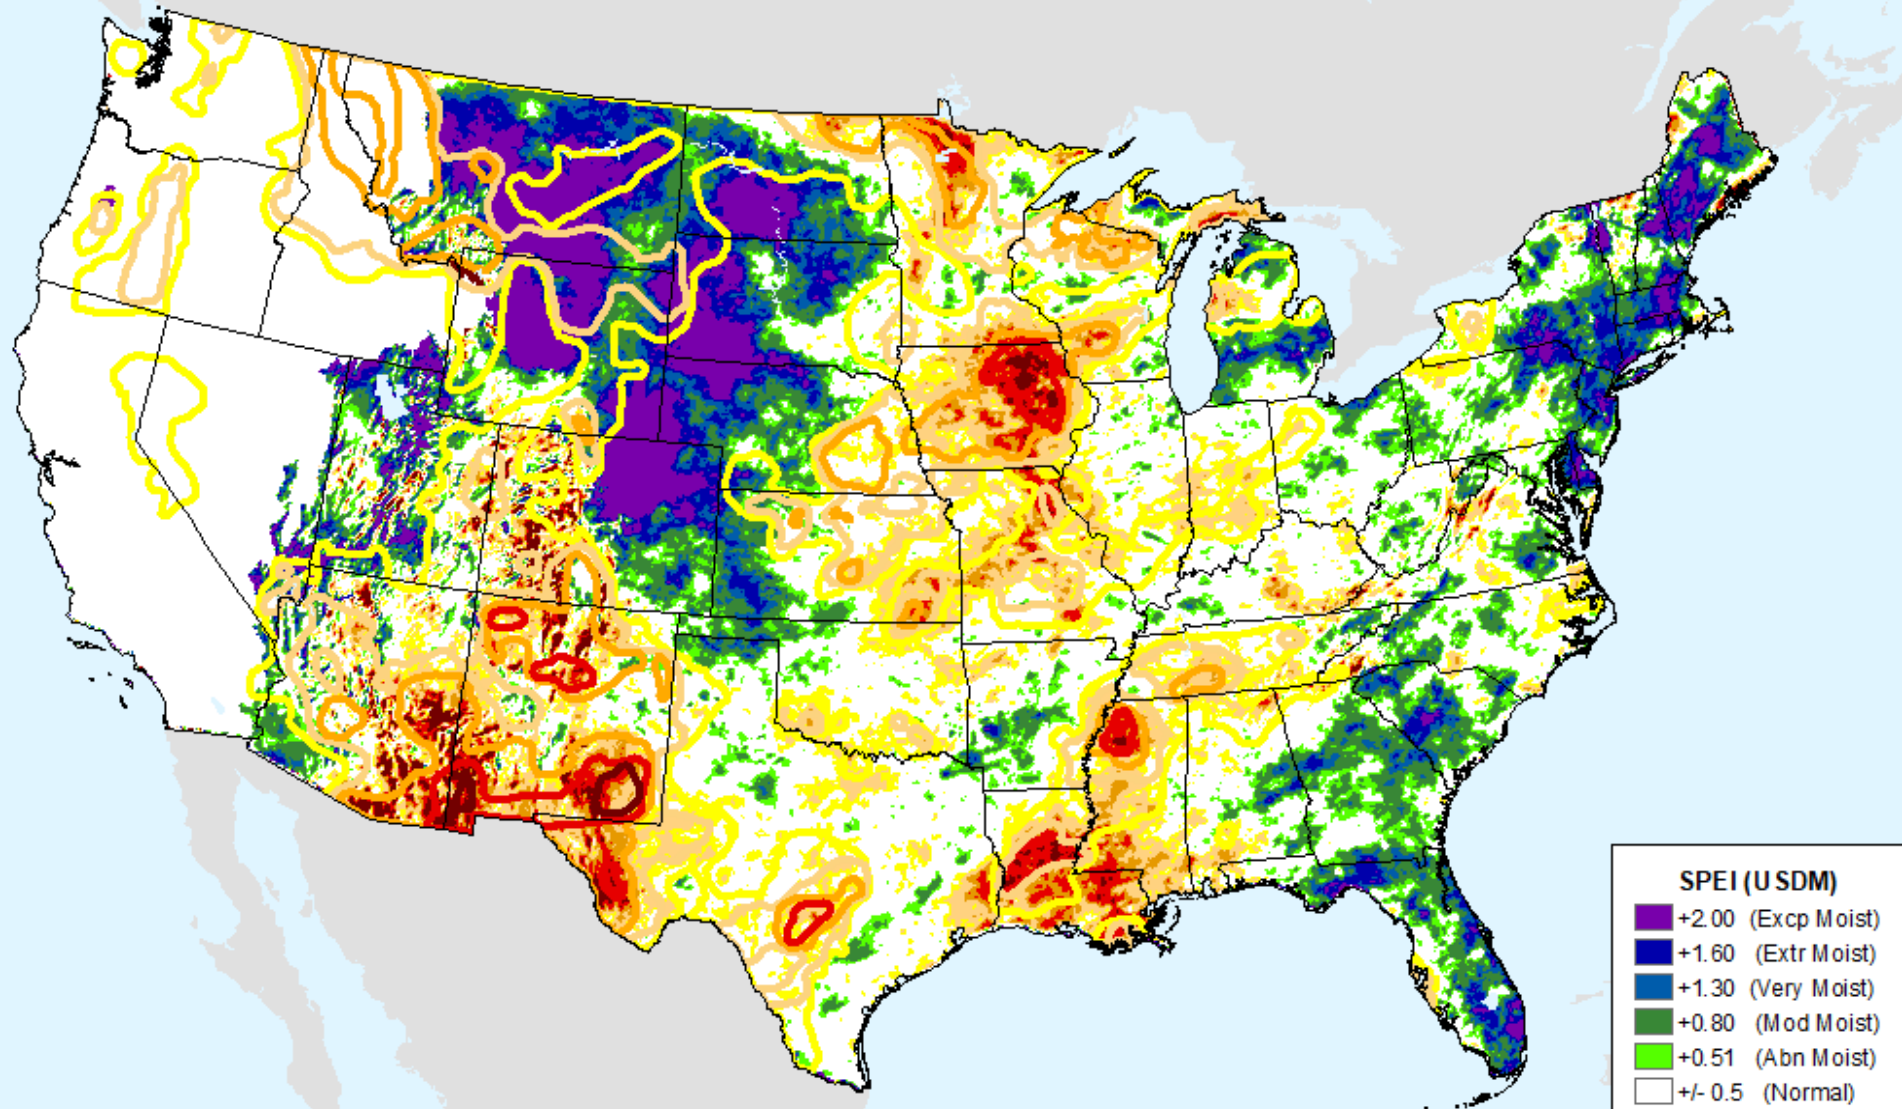 SPEI (USDM)
+2.00 (Excp Moist)
+1.60 (Extr Moist)
+1.30 (Very Moist)
+0.80 (Mod Moist)
+0.51 (Abn Moist)
+/- 0.5 (Normal)